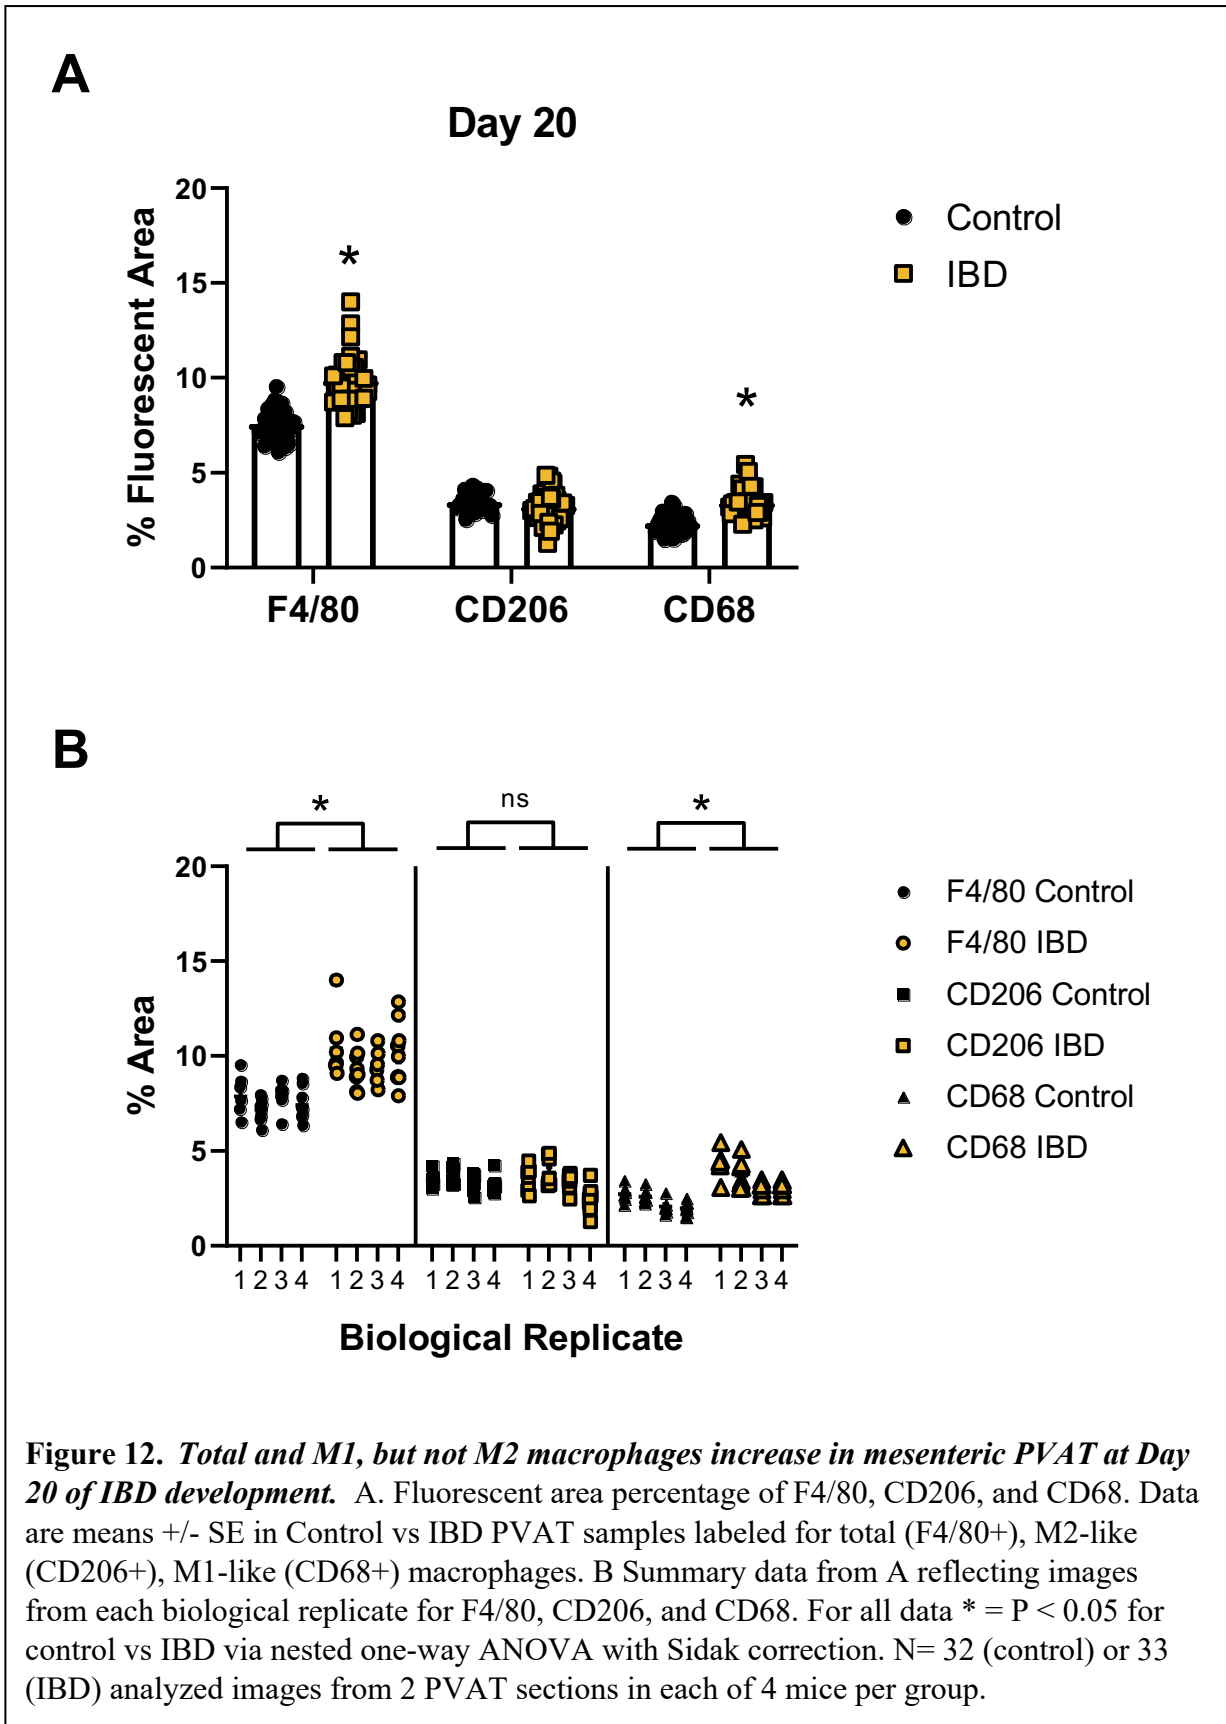 A
Day 20
% Fluorescent Area
20
15
10
5
0
*
*
F4/80
CD206
CD68
Control
IBD
B
*
ns
*
% Area
20
15
10
5
0
1 2 3 4 1 2 3 4 1 2 3 4 1 2 3 4 1 2 3 4 1 2 3 4
Biological Replicate
F4/80 Control
F4/80 IBD
CD206 Control
CD206 IBD
CD68 Control
CD68 IBD
Figure 12. Total and M1, but not M2 macrophages increase in mesenteric PVAT at Day
20 of IBD development. A. Fluorescent area percentage of F4/80, CD206, and CD68. Data
are means +/- SE in Control vs IBD PVAT samples labeled for total (F4/80+), M2-like
(CD206+), M1-like (CD68+) macrophages. B Summary data from A reflecting images
from each biological replicate for F4/80, CD206, and CD68. For all data * = P < 0.05 for
control vs IBD via nested one-way ANOVA with Sidak correction. N= 32 (control) or 33
(IBD) analyzed images from 2 PVAT sections in each of 4 mice per group.